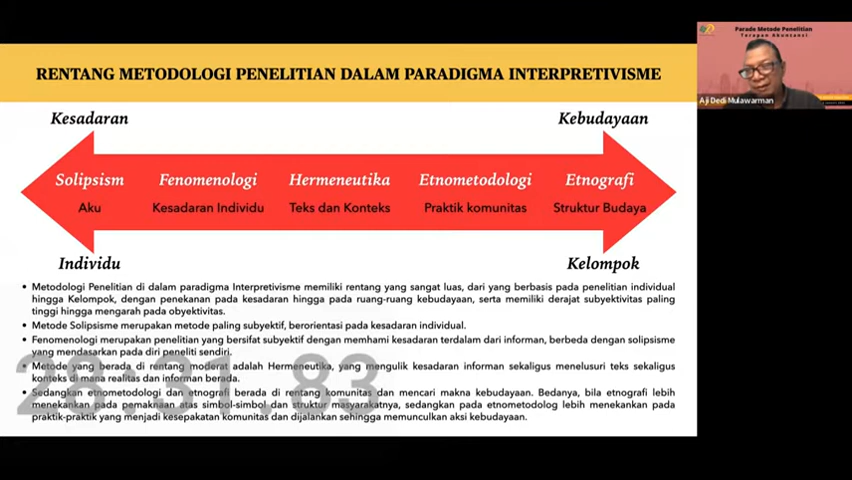 RENTANG METODOLOGI PENELITIAN DALAM PARADIGMA INTERPRETIVISME
Parade Metode Penelitian
Terapan Akuntansi
Aji Dedi Mulawarman
Kesadaran
Kebudayaan
Solipsism
Fenomenologi
Hermeneutika
Etnometodologi
Etnografi
Aku
Kesadaran Individu
Teks dan Konteks
Praktik komunitas
Struktur Budaya
Individu
Kelompok
• Metodologi Penelitian di dalam paradigma Interpretivisme memiliki rentang yang sangat luas, dari yang berbasis pada penelitian individual
hingga Kelompok, dengan penekanan pada kesadaran hingga pada ruang-ruang kebudayaan, serta memiliki derajat subyektivitas paling
tinggi hingga mengarah pada obyektivitas.
• Metode Solipsisme merupakan metode paling subyektif, berorientasi pada kesadaran individual.
• Fenomenologi merupakan penelitian yang bersifat subyektif dengan memhami kesadaran terdalam dari informan, berbeda dengan solipsisme
yang mendasarkan pada diri peneliti sendiri.
• Metode yang berada di rentang moderat adalah Hermeneutika, yang mengulik kesadaran informan sekaligus menelusuri teks sekaligus
konteks di mana realitas dan informan berada.
• Sedangkan etnometodologi dan etnografi berada di rentang komunitas dan mencari makna kebudayaan. Bedanya, bila etnografi lebih
menekankan pada pemaknaan atas simbol-simbol dan struktur masyarakatnya, sedangkan pada etnometodolog lebih menekankan pada
praktik-praktik yang menjadi kesepakatan komunitas dan dijalankan sehingga memunculkan aksi kebudayaan.
28:31.83